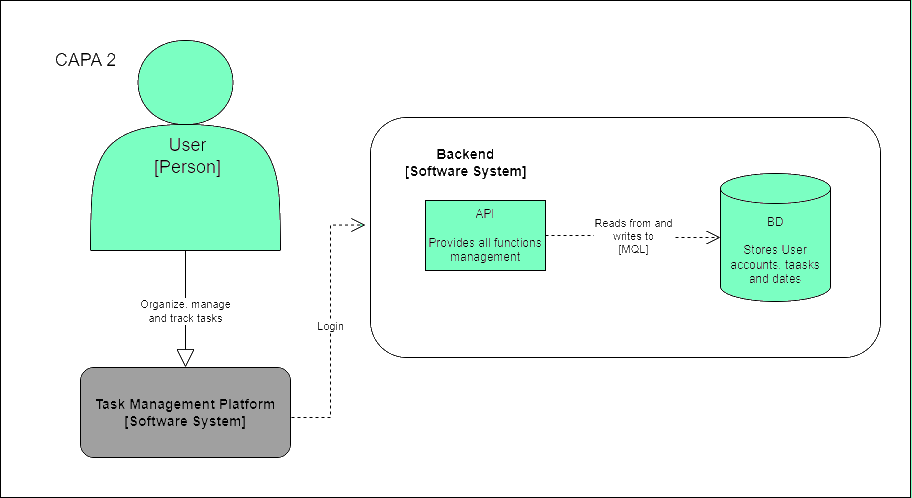 CAPA 2
User
[Person]
Organize, manage
and track tasks
Task Management Platform
[Software System]
Login
Backend
[Software System]
API
Provides all functions
management
Reads from and
writes to
[MQL]
BD
Stores User
accounts, taasks
and dates